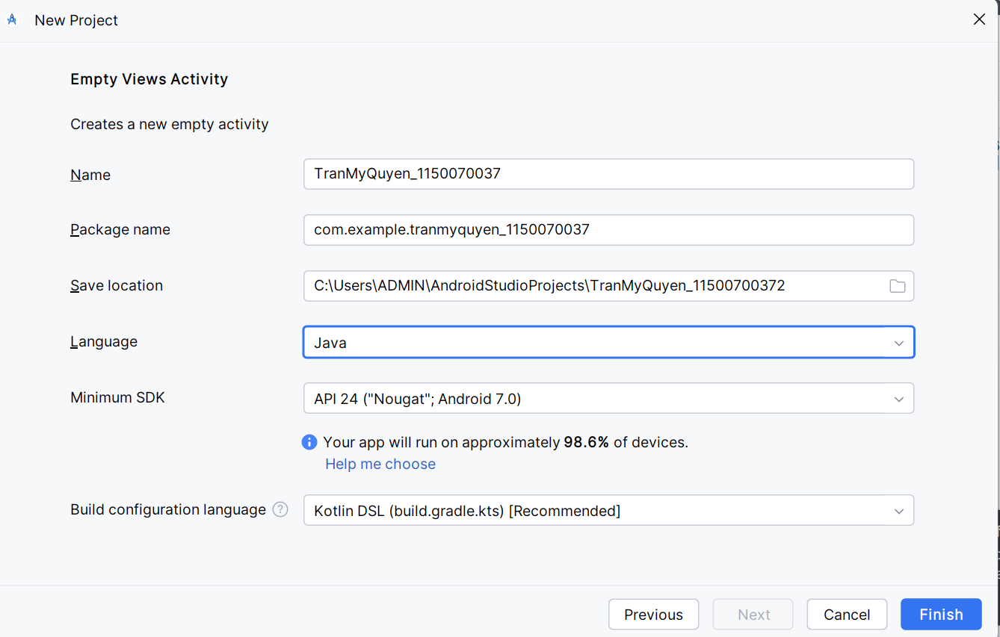 New Project
Empty Views Activity
Creates a new empty activity
Name
TranMyQuyen_1150070037
Package name
com.example.tranmyquyen_1150070037
Save location
C:\Users\ADMIN\AndroidStudioProjects\TranMyQuyen_11500700372
Language
Java
Minimum SDK
API 24 ("Nougat"; Android 7.0)
Your app will run on approximately 98.6% of devices.
Help me choose
Build configuration language ?
Kotlin DSL (build.gradle.kts) [Recommended]
Previous
Next
Cancel
Finish